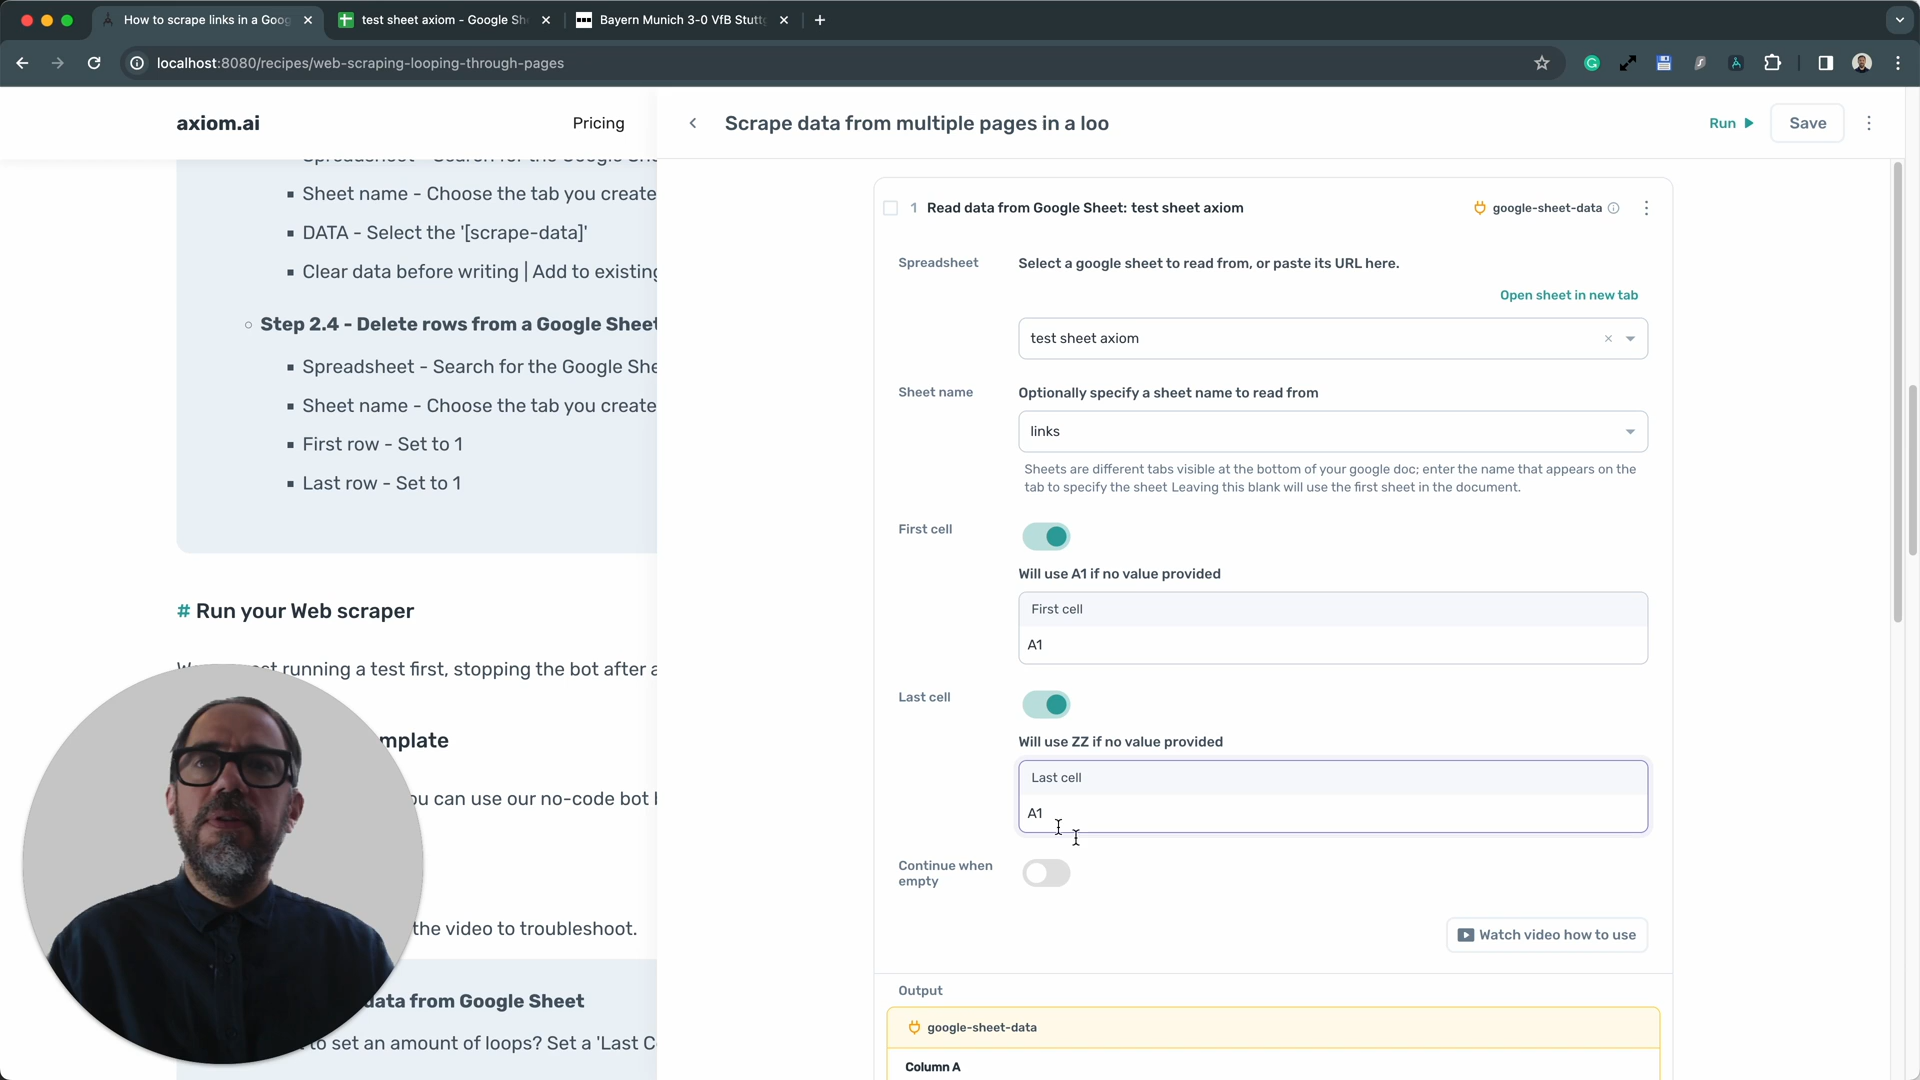 How to scrape links in a Goog
test sheet axiom - Google Sh
Bayern Munich 3-0 VfB Stuttg
localhost:8080/recipes/web-scraping-looping-through-pages
axiom.ai
Pricing
Scrape data from multiple pages in a loo
Run
Save
Spreadsheet - Search for the Google She
Sheet name - Choose the tab you create
DATA - Select the '[scrape-data]'
Clear data before writing | Add to existing
Step 2.4 - Delete rows from a Google Sheet
Spreadsheet - Search for the Google She
Sheet name - Choose the tab you create
First row - Set to 1
Last row - Set to 1
# Run your Web scraper
running a test first, stopping the bot after a
mplate
ou can use our no-code bot b
the video to troubleshoot.
data from Google Sheet
to set an amount of loops? Set a 'Last C
1 Read data from Google Sheet: test sheet axiom
google-sheet-data
Spreadsheet
Select a google sheet to read from, or paste its URL here.
Open sheet in new tab
test sheet axiom
Sheet name
Optionally specify a sheet name to read from
links
Sheets are different tabs visible at the bottom of your google doc; enter the name that appears on the
tab to specify the sheet Leaving this blank will use the first sheet in the document.
First cell
Will use A1 if no value provided
First cell
A1
Last cell
Will use ZZ if no value provided
Last cell
A1
Continue when
empty
Watch video how to use
Output
google-sheet-data
Column A